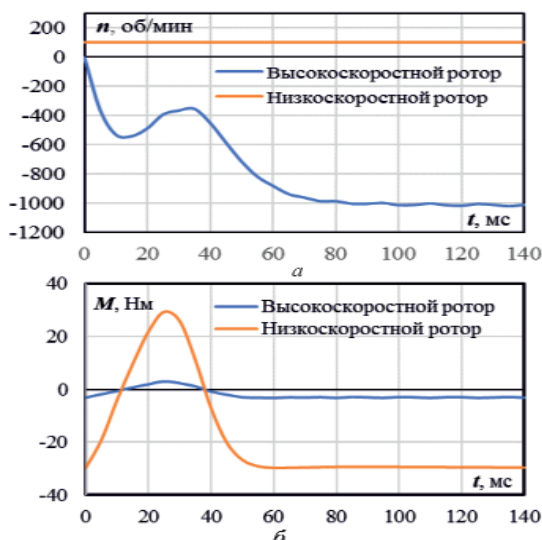 n, об/мин
200
0
-200
-400
-600
-800
-1000
-1200
Высокоскоростной ротор
Низкоскоростной ротор
t, мс
0 20 40 60 80 100 120 140
а
M, Нм
40
20
0
-20
-40
Высокоскоростной ротор
Низкоскоростной ротор
t, мс
0 20 40 60 80 100 120 140
б